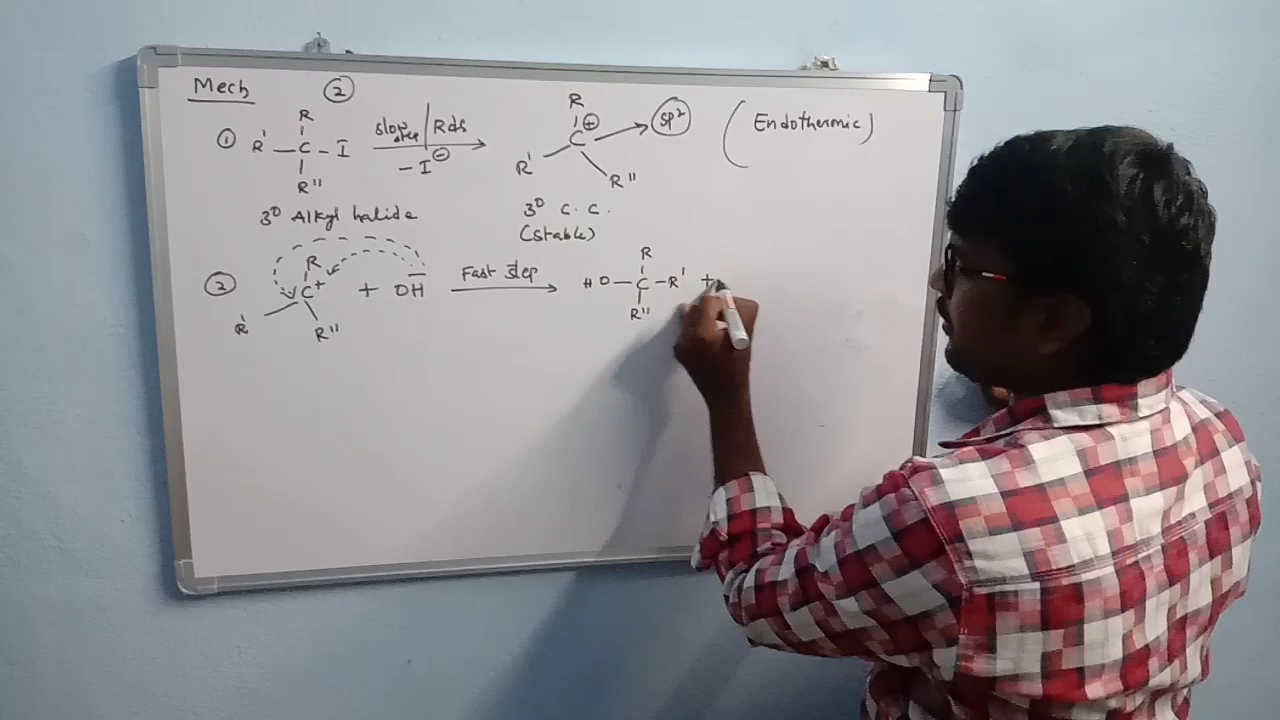 Mech ②
R R
① R' — C — I slow step / Rds ⊕ sp² (Endothermic)
– I⊖ C
R'' R' R''
3° Alkyl halide 3° C. C.
(Stable)
R R
② C⁺ + OH Fast step HO — C — R' +
R' R'' R''